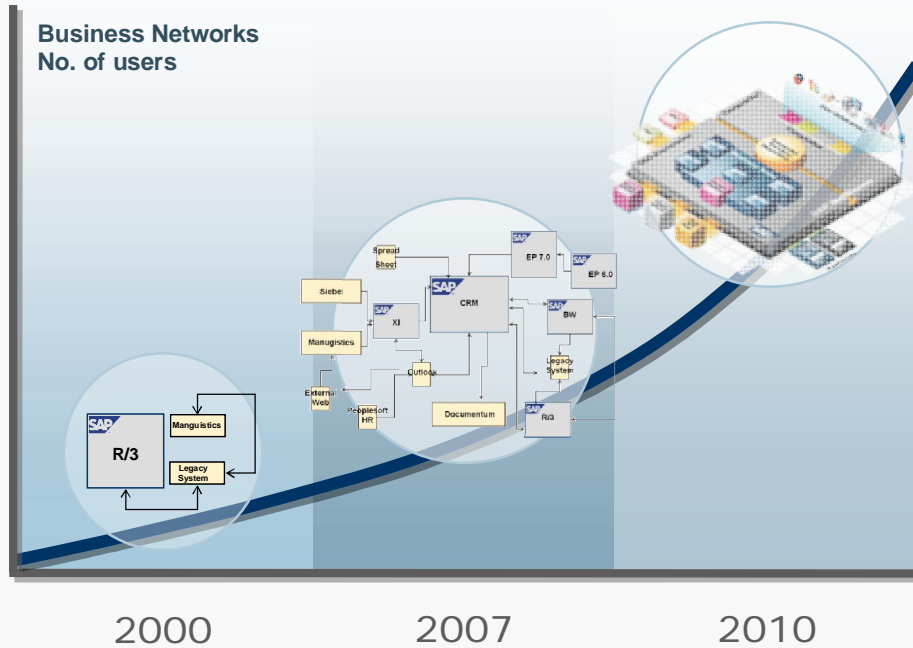 Business Networks
No. of users
SAP
R/3
Manguistics
Legacy
System
Spread
Sheet
Siebel
Manugistics
External
Web
SAP
XI
Outlook
Peoplesoft
HR
SAP
CRM
Documentum
SAP
EP 7.0
SAP
EP 6.0
SAP
BW
Legacy
System
SAP
R/3
2000
2007
2010